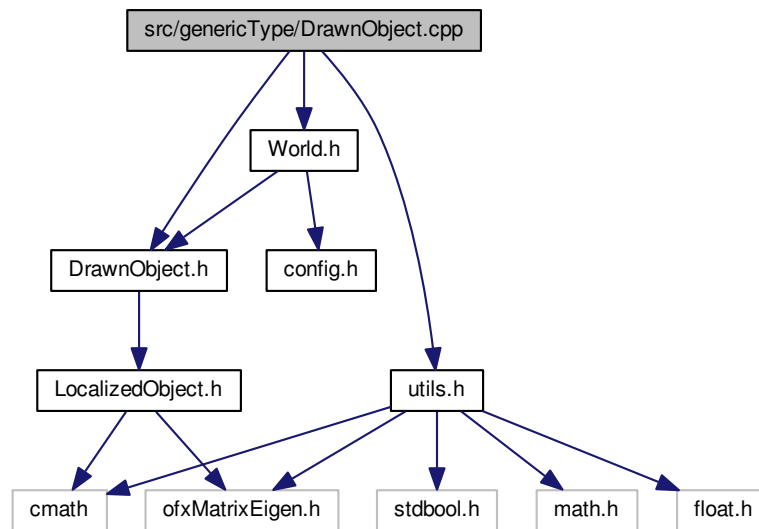 src/genericType/DrawnObject.cpp
World.h
DrawnObject.h
config.h
LocalizedObject.h
utils.h
cmath
ofxMatrixEigen.h
stdbool.h
math.h
float.h